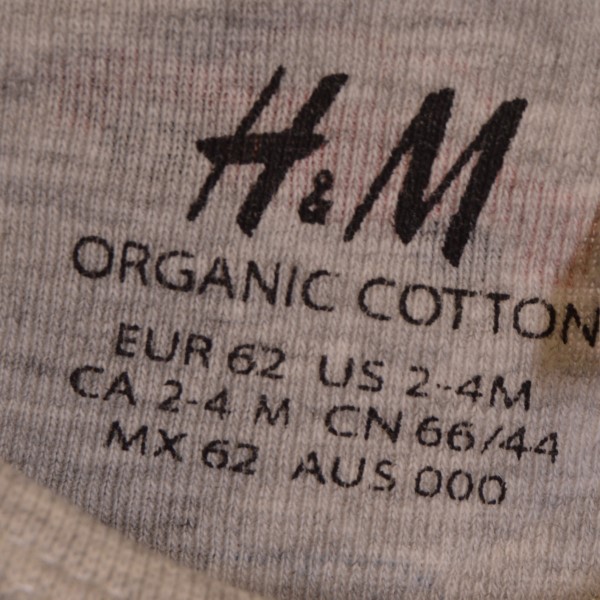 H&M
ORGANIC COTTON
EUR 62 US 2-4M
CA 2-4 M CN 66/44
MX 62 AUS 000